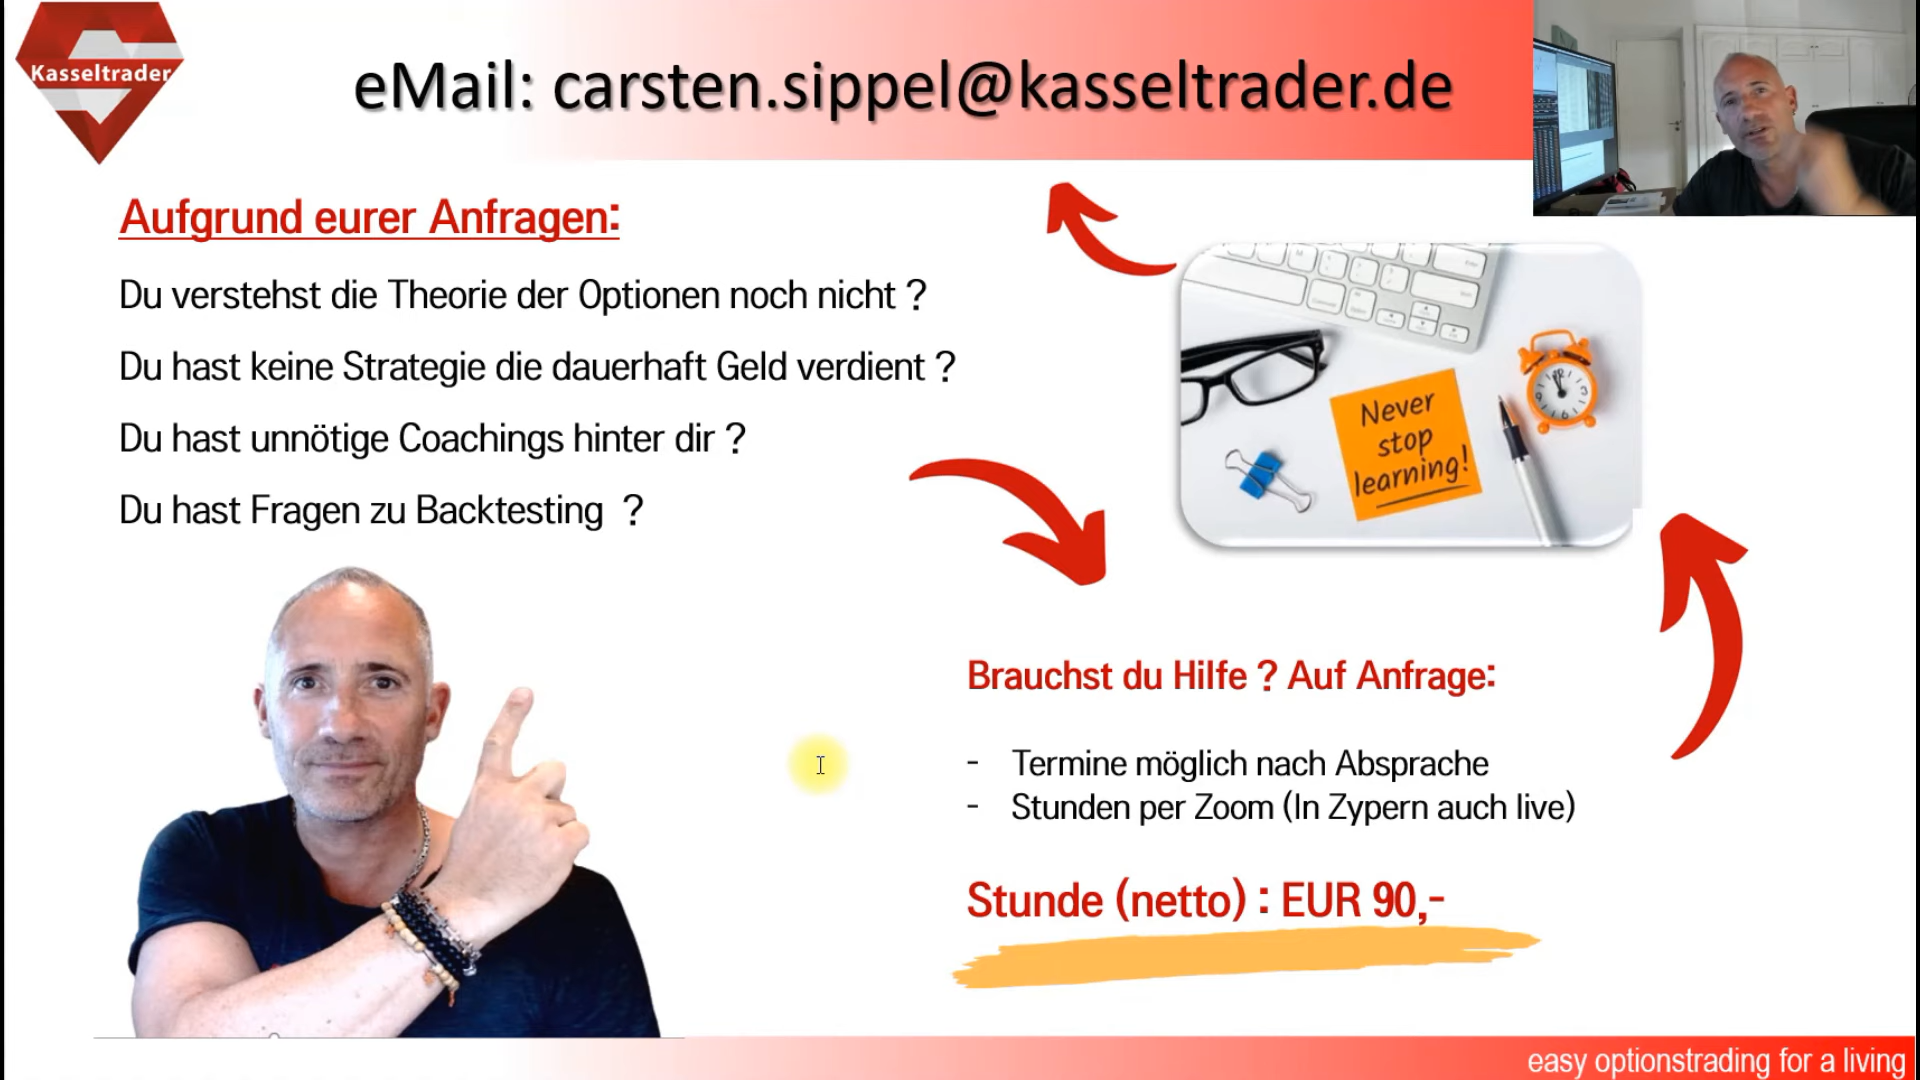 Kasseltrader
eMail: carsten.sippel@kasseltrader.de
Aufgrund eurer Anfragen:
Du verstehst die Theorie der Optionen noch nicht ?
Du hast keine Strategie die dauerhaft Geld verdient ?
Du hast unnötige Coachings hinter dir ?
Du hast Fragen zu Backtesting ?
Never
stop
learning!
Brauchst du Hilfe ? Auf Anfrage:
- Termine möglich nach Absprache
- Stunden per Zoom (In Zypern auch live)
Stunde (netto) : EUR 90,-
easy optionstrading for a living